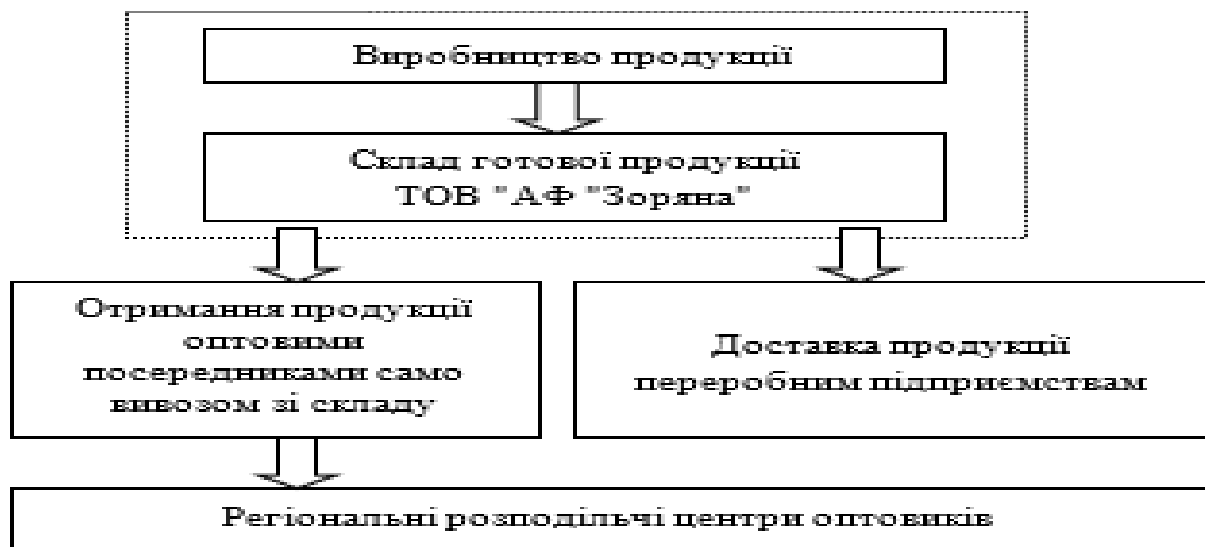 Виробництво продукції
Склад готової продукції
ТОВ "АФ "Зоряна"
Отримання продукції
оптовими
посередниками само
вивозом зі складу
Доставка продукції
переробним підприємствам
Регіональні розподільчі центри оптовиків